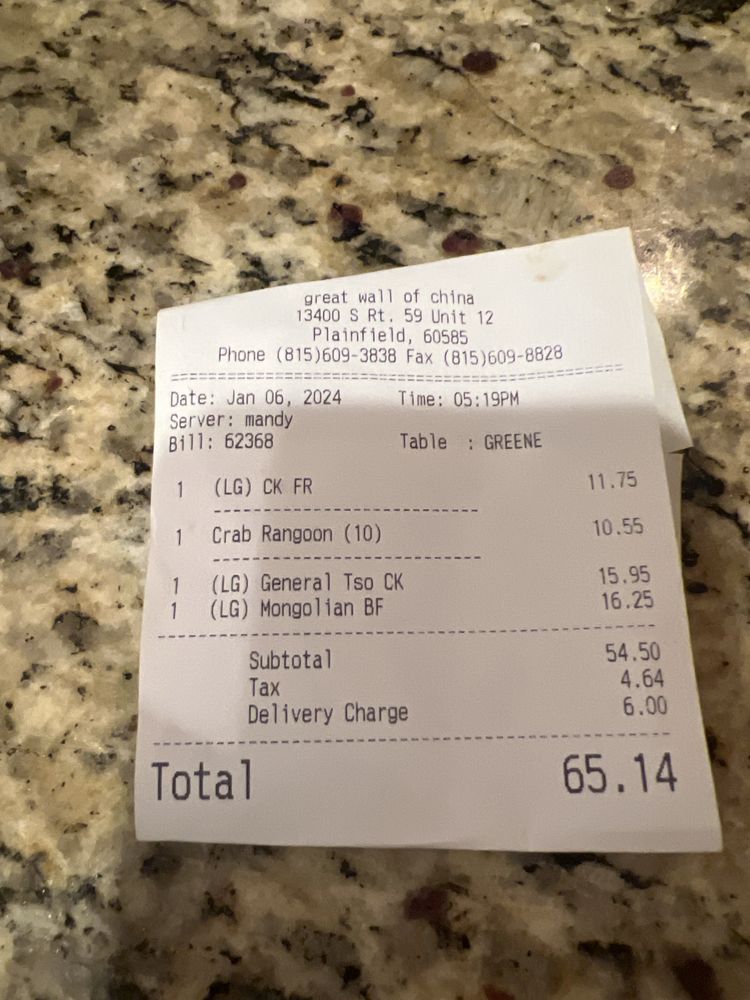 great wall of china
13400 S Rt. 59 Unit 12
Plainfield, 60585
Phone (815)609-3838 Fax (815)609-8828
Date: Jan 06, 2024 Time: 05:19PM
Server: mandy
Bill: 62368 Table : GREENE
1 (LG) CK FR 11.75
1 Crab Rangoon (10) 10.55
1 (LG) General Tso CK 15.95
1 (LG) Mongolian BF 16.25
Subtotal 54.50
Tax 4.64
Delivery Charge 6.00
Total 65.14